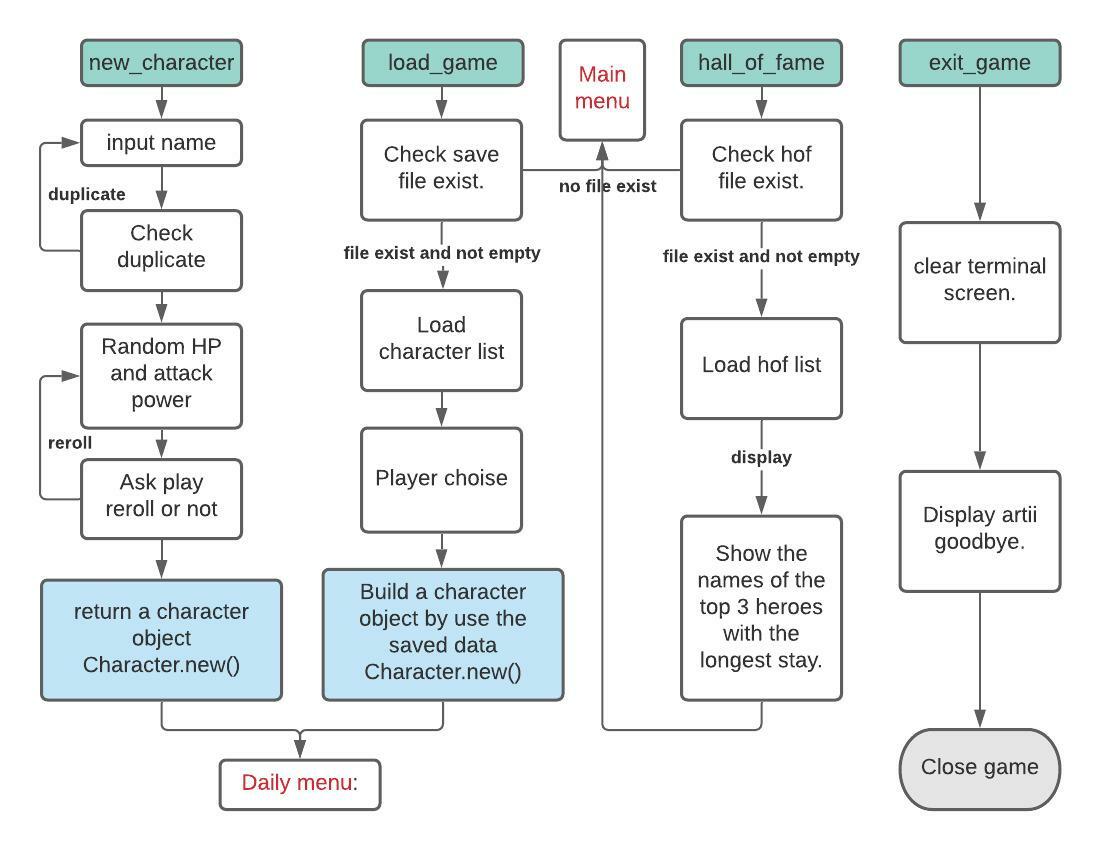 new_character
input name
duplicate
Check
duplicate
Random HP
and attack
power
reroll
Ask play
reroll or not
return a character
object
Character.new()
load_game
Check save
file exist.
file exist and not empty
Load
character list
Player choise
Build a character
object by use the
saved data
Character.new()
Daily menu:
Main
menu
no file exist
hall_of_fame
Check hof
file exist.
file exist and not empty
Load hof list
display
Show the
names of the
top 3 heroes
with the
longest stay.
exit_game
clear terminal
screen.
Display artii
goodbye.
Close game